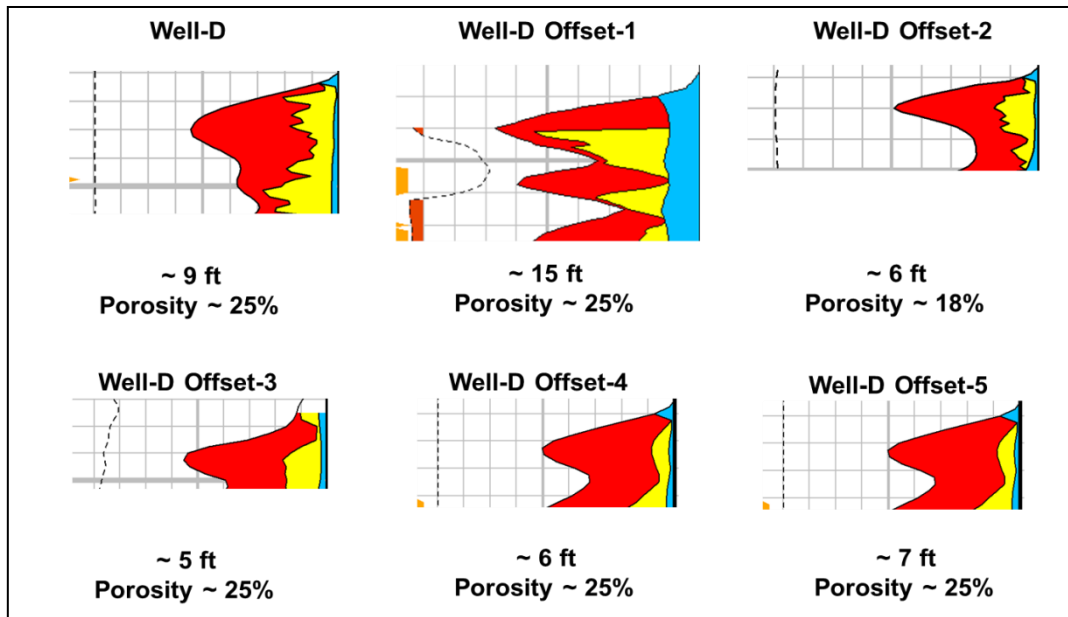 Well-D
Well-D Offset-1
Well-D Offset-2
~ 9 ft
Porosity ~ 25%
~ 15 ft
Porosity ~ 25%
~ 6 ft
Porosity ~ 18%
Well-D Offset-3
Well-D Offset-4
Well-D Offset-5
~ 5 ft
Porosity ~ 25%
~ 6 ft
Porosity ~ 25%
~ 7 ft
Porosity ~ 25%